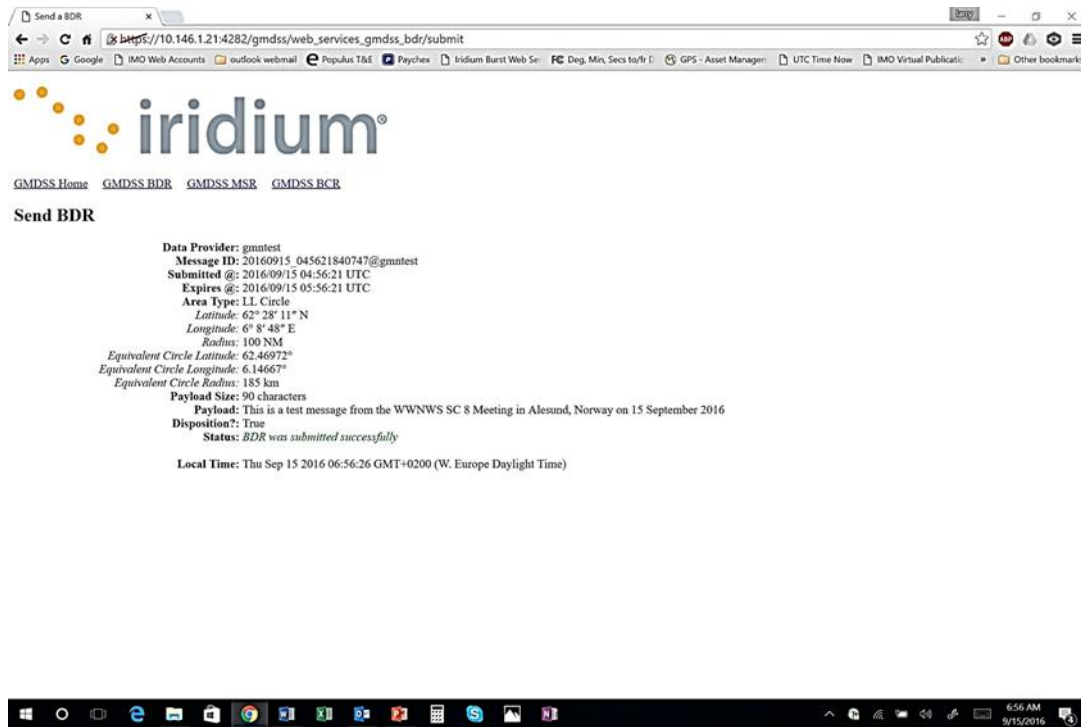 Send a BDR
Larry
https://10.146.1.21:4282/gmdss/web_services_gmdss_bdr/submit
Apps Google IMO Web Accounts outlook webmail Populus T&E Paychex Iridium Burst Web Ser Deg, Min, Secs to/fr D GPS - Asset Managem UTC Time Now IMO Virtual Publicatic » Other bookmark
iridium®
GMDSS Home GMDSS BDR GMDSS MSR GMDSS BCR
Send BDR
Data Provider: gmntest
Message ID: 20160915_045621840747@gmntest
Submitted @: 2016/09/15 04:56:21 UTC
Expires @: 2016/09/15 05:56:21 UTC
Area Type: LL Circle
Latitude: 62° 28' 11" N
Longitude: 6° 8' 48" E
Radius: 100 NM
Equivalent Circle Latitude: 62.46972°
Equivalent Circle Longitude: 6.14667°
Equivalent Circle Radius: 185 km
Payload Size: 90 characters
Payload: This is a test message from the WWNWS SC 8 Meeting in Alesund, Norway on 15 September 2016
Disposition?: True
Status: BDR was submitted successfully
Local Time: Thu Sep 15 2016 06:56:26 GMT+0200 (W. Europe Daylight Time)
6:56 AM
9/15/2016